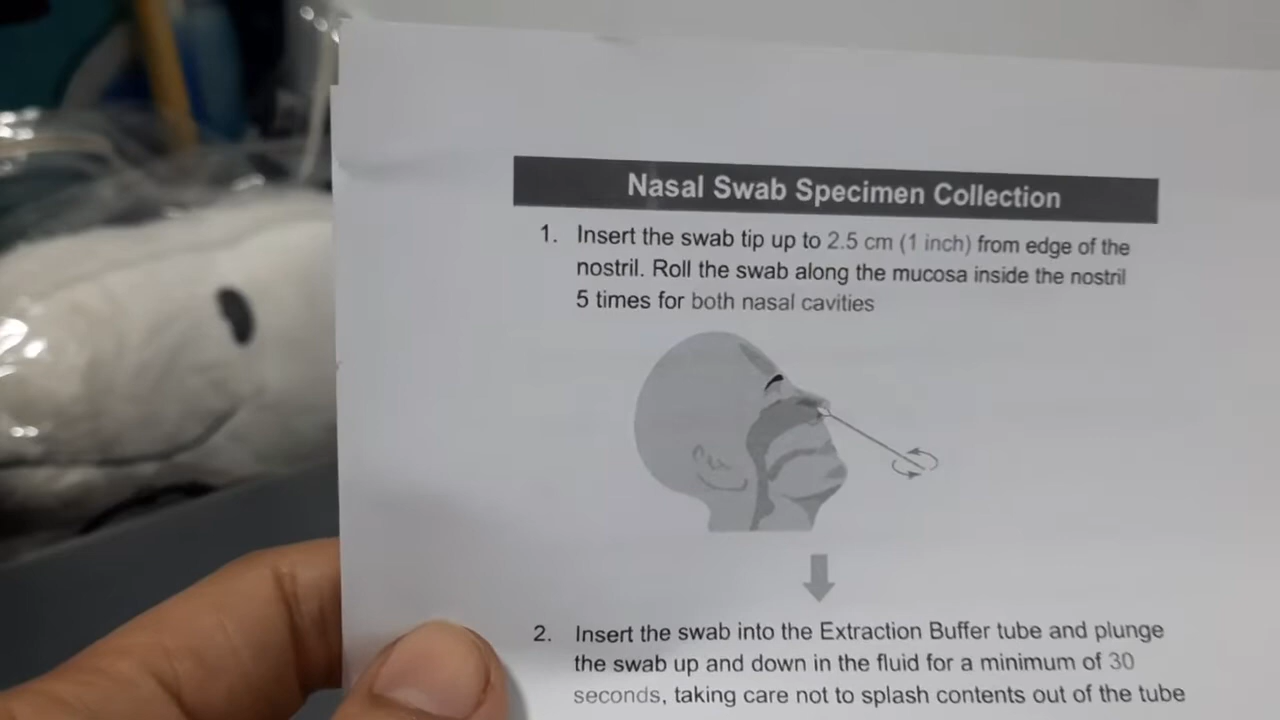 Nasal Swab Specimen Collection
1. Insert the swab tip up to 2.5 cm (1 inch) from edge of the
nostril. Roll the swab along the mucosa inside the nostril
5 times for both nasal cavities
2. Insert the swab into the Extraction Buffer tube and plunge
the swab up and down in the fluid for a minimum of 30
seconds, taking care not to splash contents out of the tube